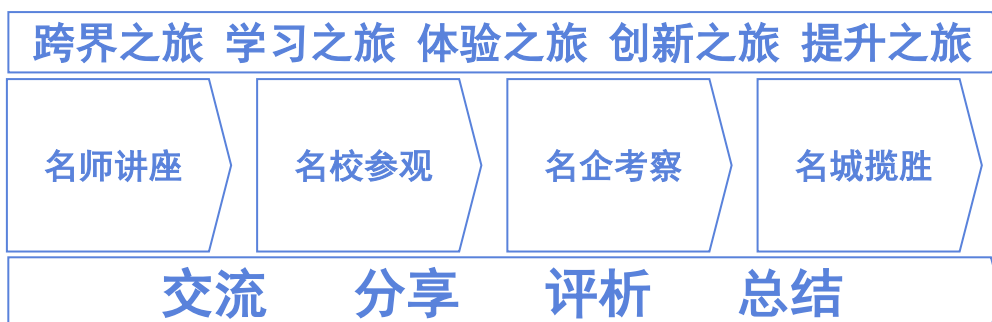 跨界之旅 学习之旅 体验之旅 创新之旅 提升之旅
名师讲座
名校参观
名企考察
名城揽胜
交流 分享 评析 总结